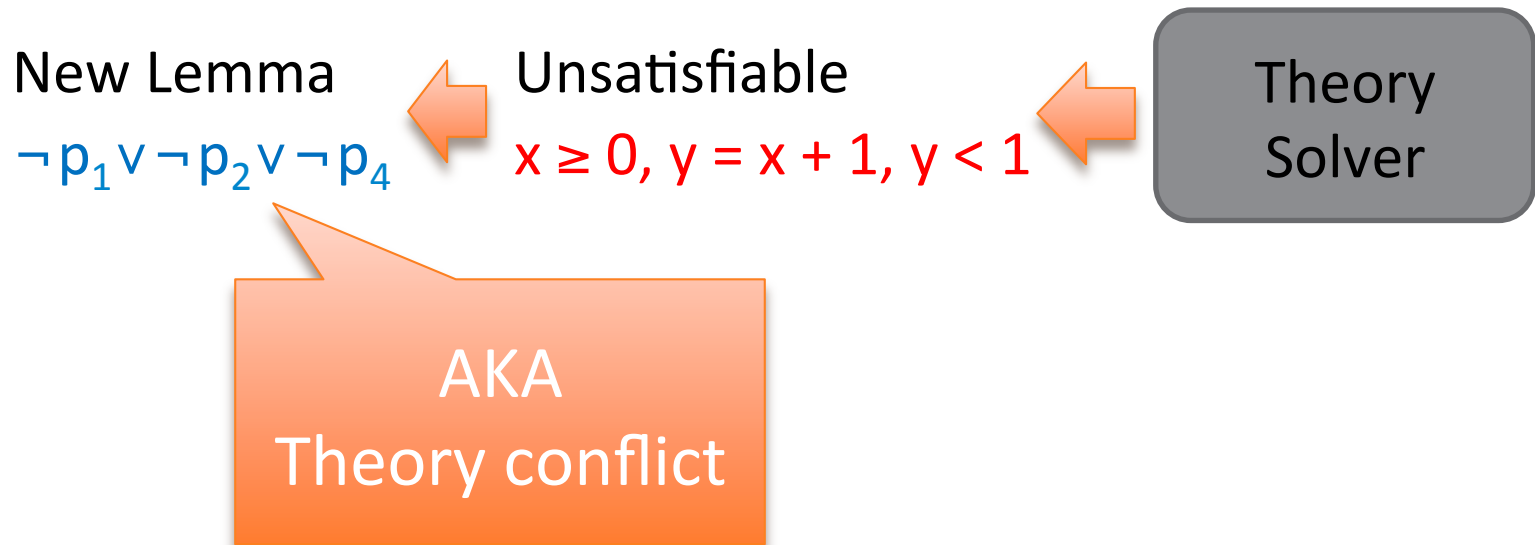 New Lemma
¬p₁∨¬p₂∨¬p₄
Unsatisfiable
x ≥ 0, y = x + 1, y < 1
Theory
Solver
AKA
Theory conflict